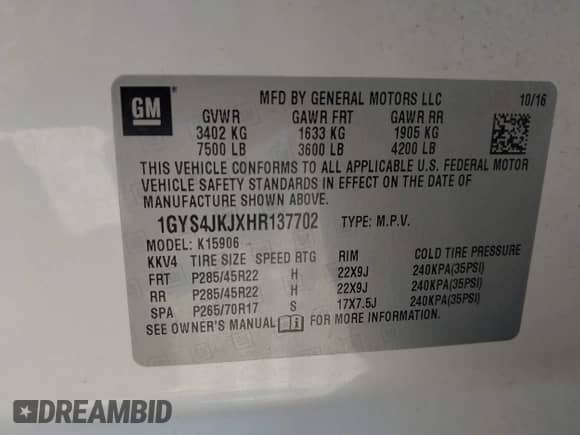 GM
MFD BY GENERAL MOTORS LLC 10/16
GVWR GAWR FRT GAWR RR
3402 KG 1633 KG 1905 KG
7500 LB 3600 LB 4200 LB
THIS VEHICLE CONFORMS TO ALL APPLICABLE U.S. FEDERAL MOTOR
VEHICLE SAFETY STANDARDS IN EFFECT ON THE DATE OF
MANUFACTURE SHOWN ABOVE.
1GYS4JKJXHR137702 TYPE: M.P.V.
MODEL: K15906
KKV4 TIRE SIZE SPEED RTG RIM COLD TIRE PRESSURE
FRT P285/45R22 H 22X9J 240KPA(35PSI)
RR P285/45R22 H 22X9J 240KPA(35PSI)
SPA P265/70R17 S 17X7.5J 240KPA(35PSI)
SEE OWNER'S MANUAL FOR MORE INFORMATION.
DREAMBID